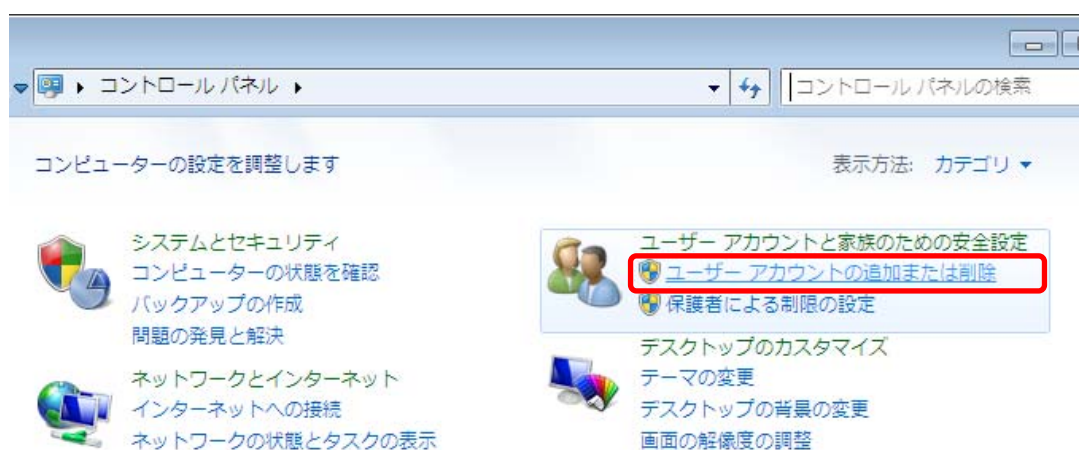 コントロール パネル
コントロール パネルの検索
コンピューターの設定を調整します
表示方法: カテゴリ
システムとセキュリティ
コンピューターの状態を確認
バックアップの作成
問題の発見と解決
ネットワークとインターネット
インターネットへの接続
ネットワークの状態とタスクの表示
ユーザー アカウントと家族のための安全設定
ユーザー アカウントの追加または削除
保護者による制限の設定
デスクトップのカスタマイズ
テーマの変更
デスクトップの背景の変更
画面の解像度の調整